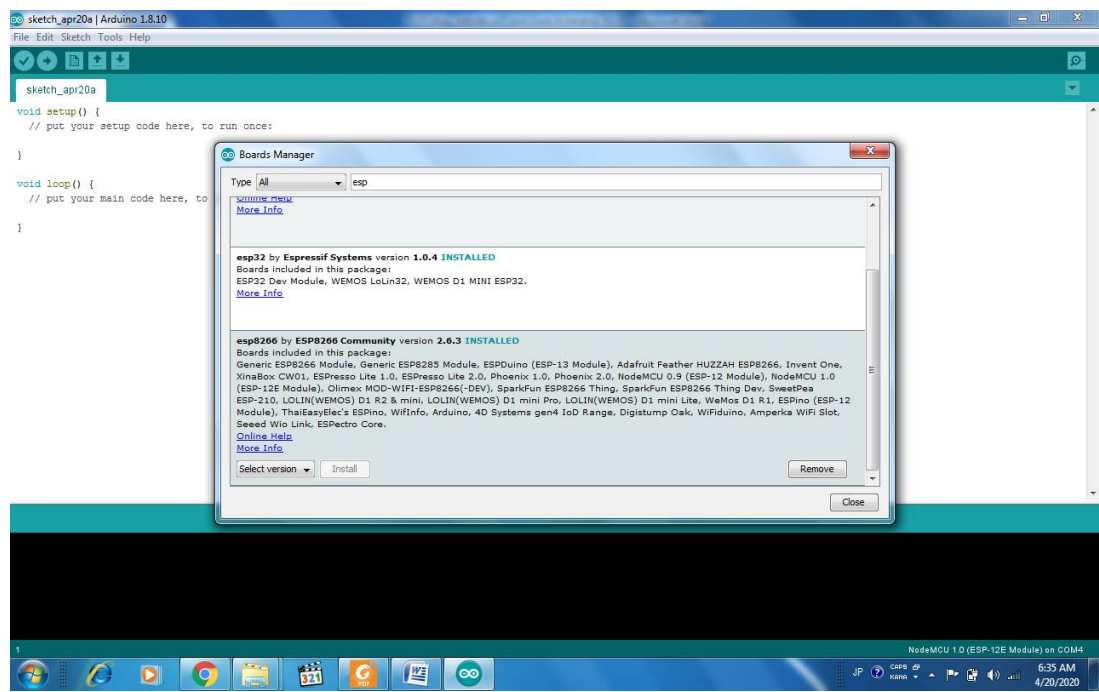 sketch_apr20a | Arduino 1.8.10
File Edit Sketch Tools Help
sketch_apr20a
void setup() {
// put your setup code here, to run once:
}
void loop() {
// put your main code here, to
}
Boards Manager
Type All esp
Online Help
More Info
esp32 by Espressif Systems version 1.0.4 INSTALLED
Boards included in this package:
ESP32 Dev Module, WEMOS LoLin32, WEMOS D1 MINI ESP32.
More Info
esp8266 by ESP8266 Community version 2.6.3 INSTALLED
Boards included in this package:
Generic ESP8266 Module, Generic ESP8285 Module, ESPDuino (ESP-13 Module), Adafruit Feather HUZZAH ESP8266, Invent One,
XinaBox CW01, ESPresso Lite 1.0, ESPresso Lite 2.0, Phoenix 1.0, Phoenix 2.0, NodeMCU 0.9 (ESP-12 Module), NodeMCU 1.0
(ESP-12E Module), Olimex MOD-WIFI-ESP8266(-DEV), SparkFun ESP8266 Thing, SparkFun ESP8266 Thing Dev, SweetPea
ESP-210, LOLIN(WEMOS) D1 R2 & mini, LOLIN(WEMOS) D1 mini Pro, LOLIN(WEMOS) D1 mini Lite, WeMos D1 R1, ESPino (ESP-12
Module), ThaiEasyElec's ESPino, WifInfo, Arduino, 4D Systems gen4 IoD Range, Digistump Oak, WiFiduino, Amperka WiFi Slot,
Seeed Wio Link, ESPectro Core.
Online Help
More Info
Select version Install Remove
Close
1 NodeMCU 1.0 (ESP-12E Module) on COM4
321
PDF
JP CAPS KANA 6:35 AM
4/20/2020